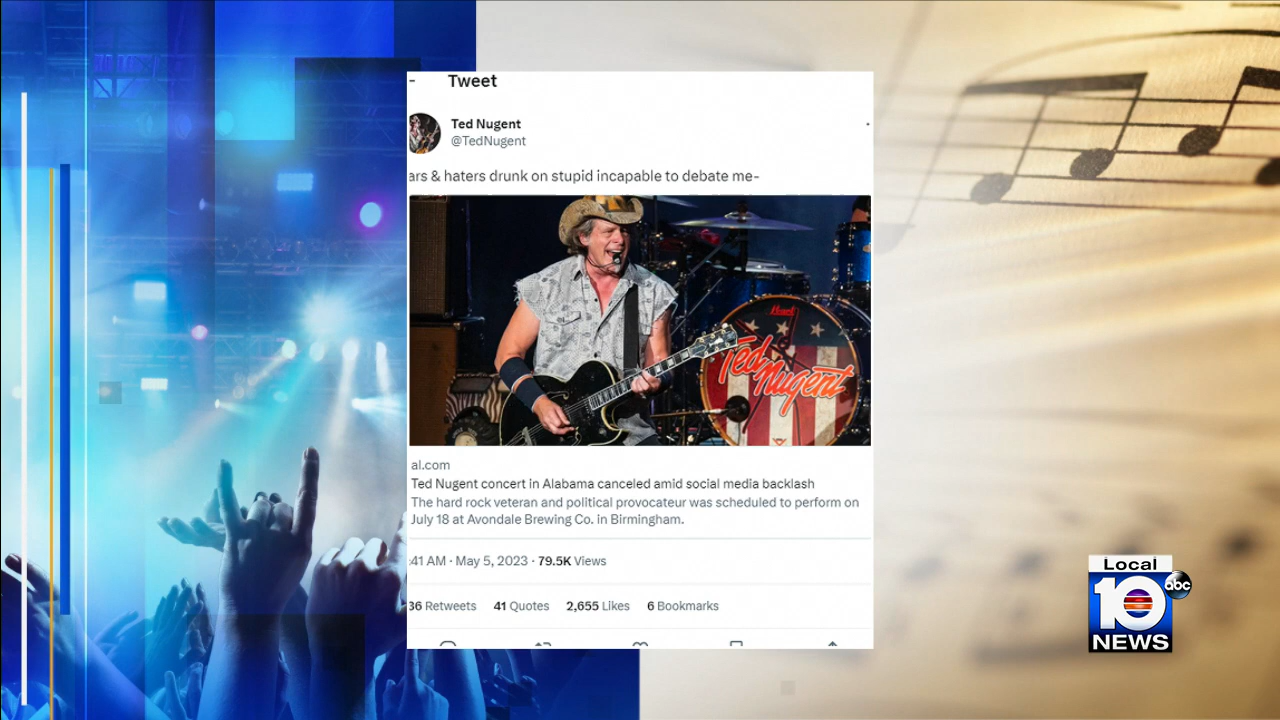 Tweet
Ted Nugent
@TedNugent
ars & haters drunk on stupid incapable to debate me-
Heart
Ted Nugent
al.com
Ted Nugent concert in Alabama canceled amid social media backlash
The hard rock veteran and political provocateur was scheduled to perform on
July 18 at Avondale Brewing Co. in Birmingham.
:41 AM · May 5, 2023 · 79.5K Views
36 Retweets 41 Quotes 2,655 Likes 6 Bookmarks
Local
10
abc
NEWS